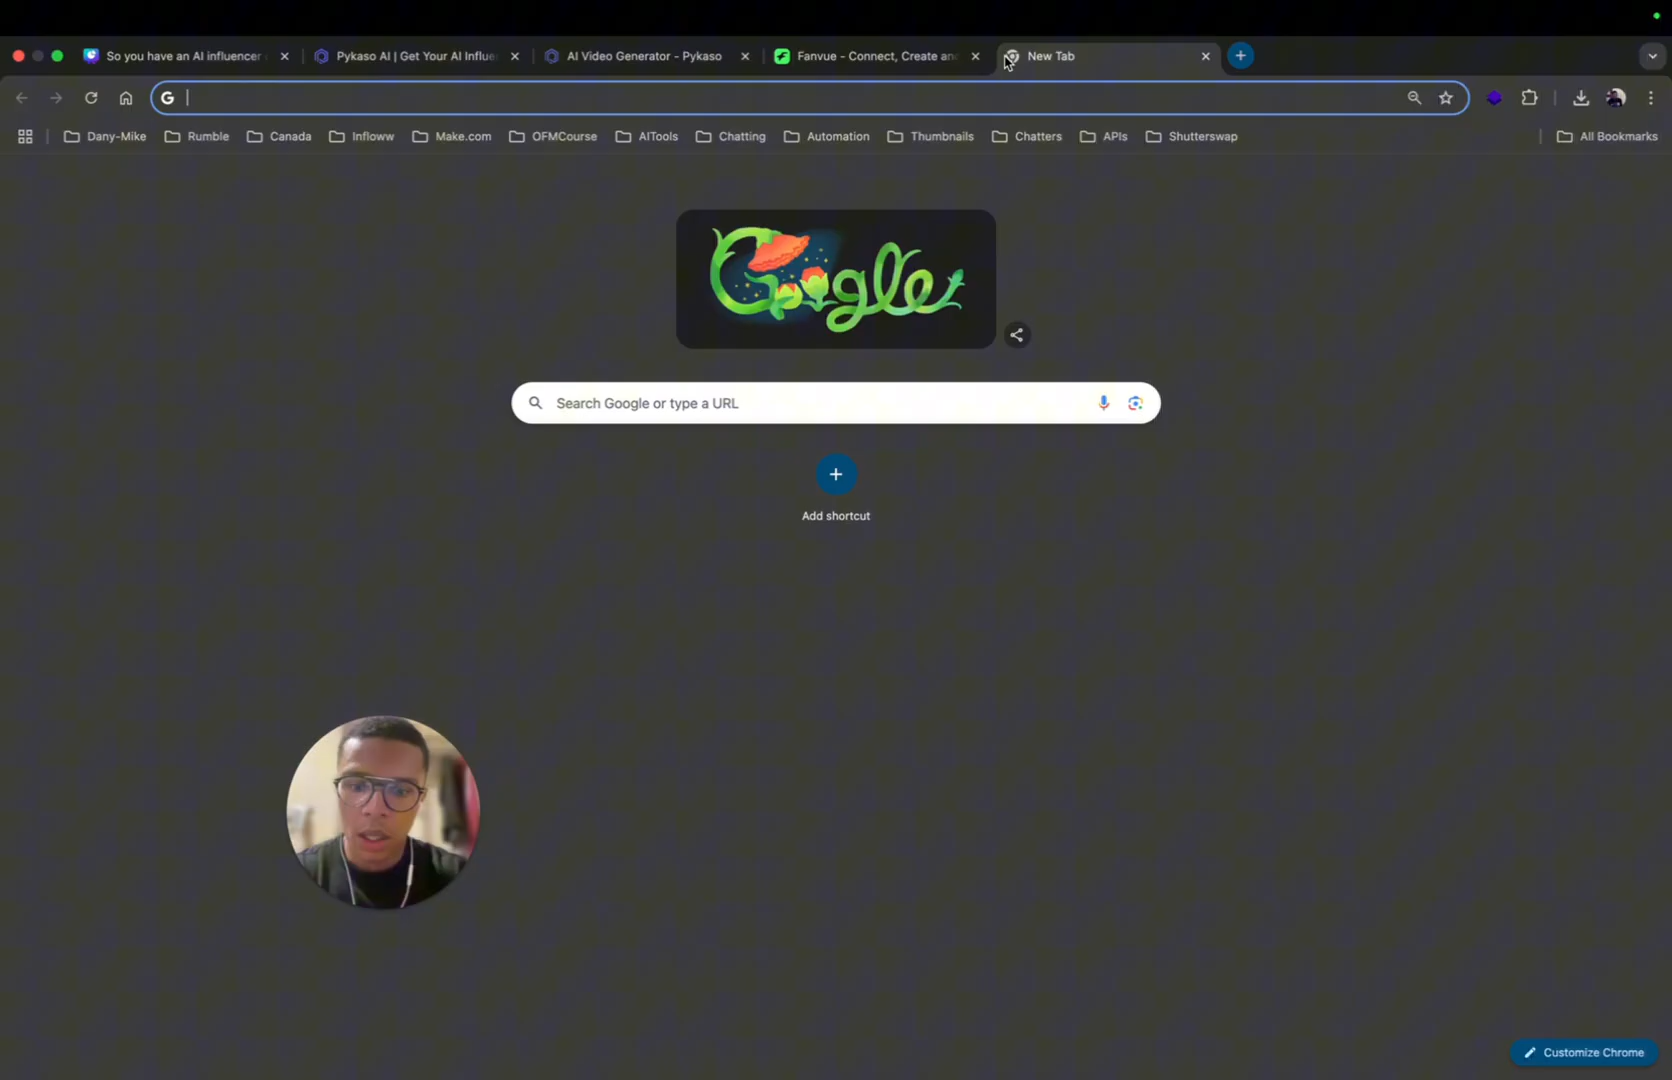 So you have an AI influencer
Pykaso AI | Get Your AI Influe
AI Video Generator - Pykaso
Fanvue - Connect, Create and
New Tab
Dany-Mike
Rumble
Canada
Infloww
Make.com
OFMCourse
AITools
Chatting
Automation
Thumbnails
Chatters
APIs
Shutterswap
All Bookmarks
Google
Search Google or type a URL
Add shortcut
Customize Chrome